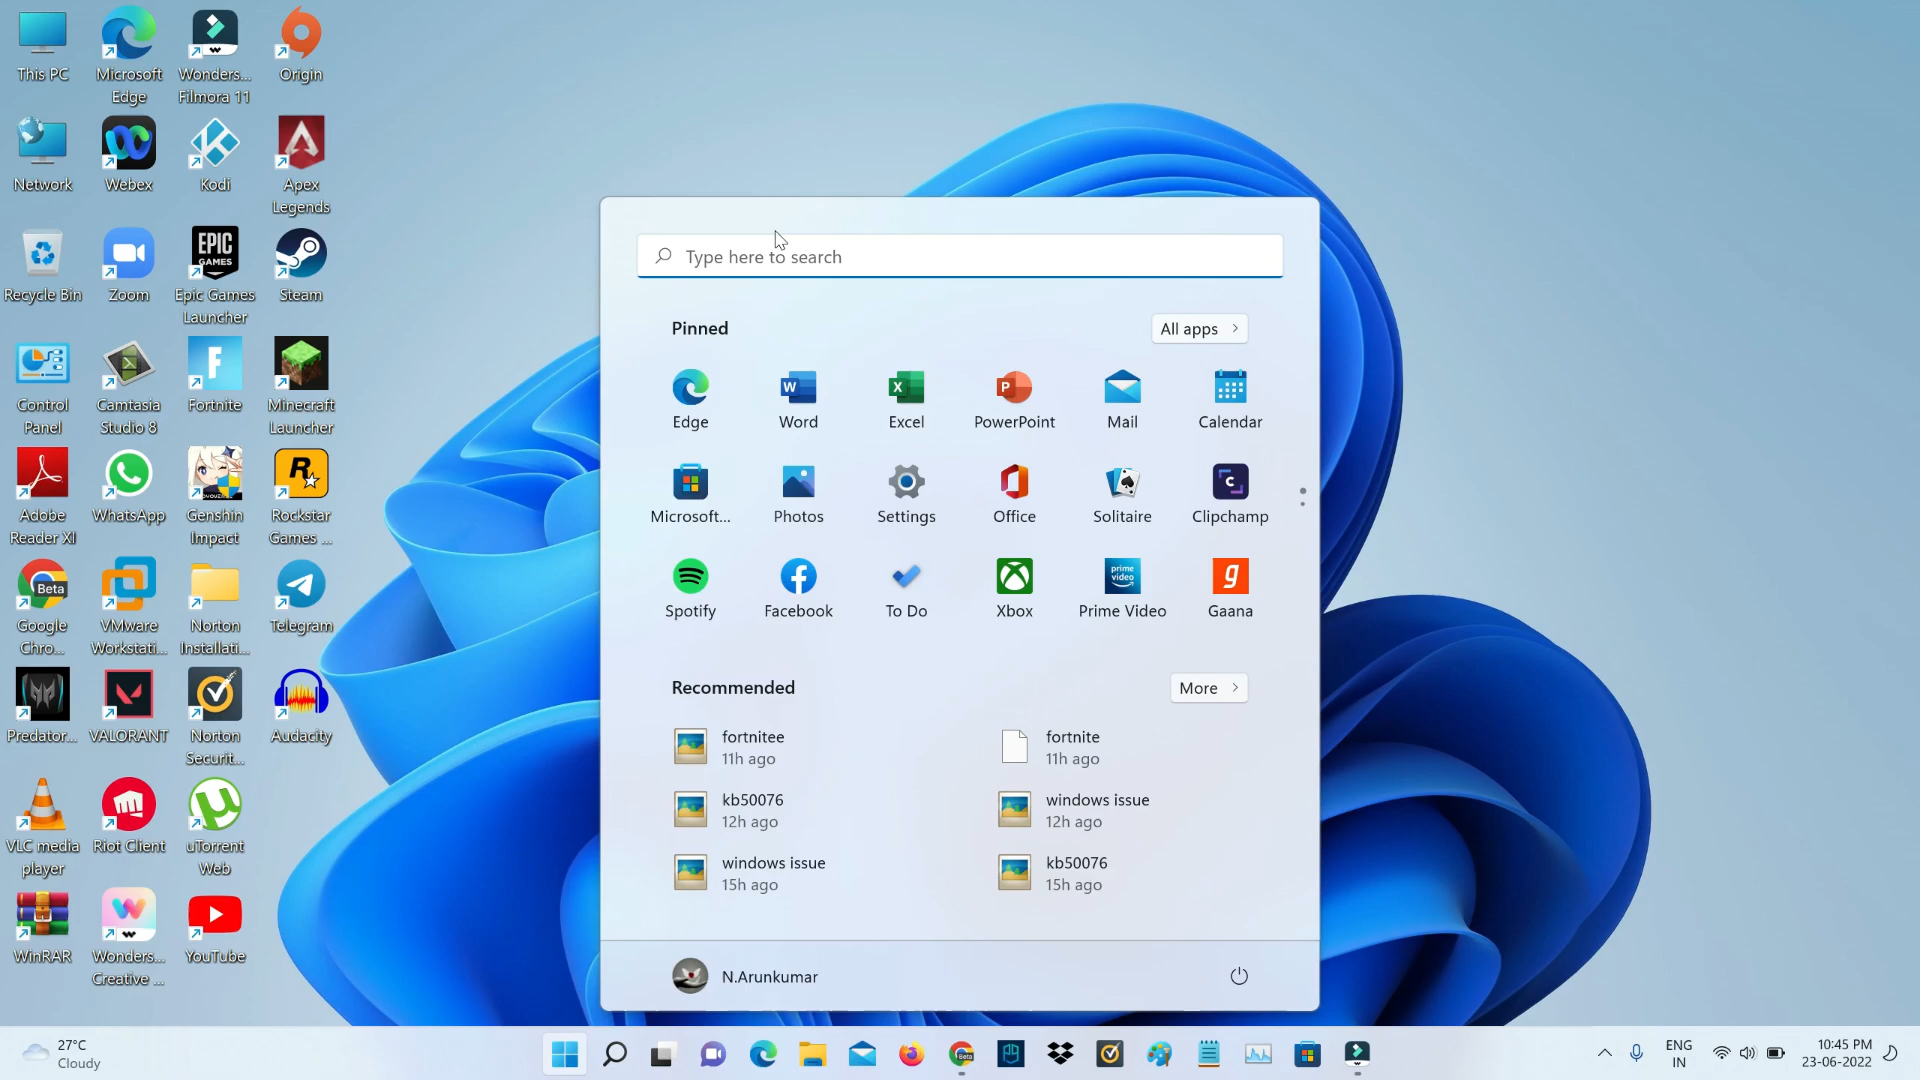 This PC
Microsoft
Edge
Wonders...
Filmora 11
Origin
Network
Webex
Kodi
Apex
Legends
Recycle Bin
Zoom
EPIC
GAMES
Epic Games
Launcher
Steam
Control
Panel
Camtasia
Studio 8
Fortnite
Minecraft
Launcher
Adobe
Reader XI
WhatsApp
Genshin
Impact
Rockstar
Games ...
Beta
Google
Chro...
VMware
Workstati...
Norton
Installati...
Telegram
Predator...
VALORANT
Norton
Securit...
Audacity
VLC media
player
Riot Client
uTorrent
Web
WinRAR
Wonders...
Creative ...
YouTube
Type here to search
Pinned
All apps
Edge
Word
Excel
PowerPoint
Mail
Calendar
Microsoft...
Photos
Settings
Office
Solitaire
Clipchamp
prime
video
Spotify
Facebook
To Do
Xbox
Prime Video
Gaana
Recommended
More
fortnitee
11h ago
fortnite
11h ago
kb50076
12h ago
windows issue
12h ago
windows issue
15h ago
kb50076
15h ago
N.Arunkumar
27°C
Cloudy
ENG
IN
10:45 PM
23-06-2022